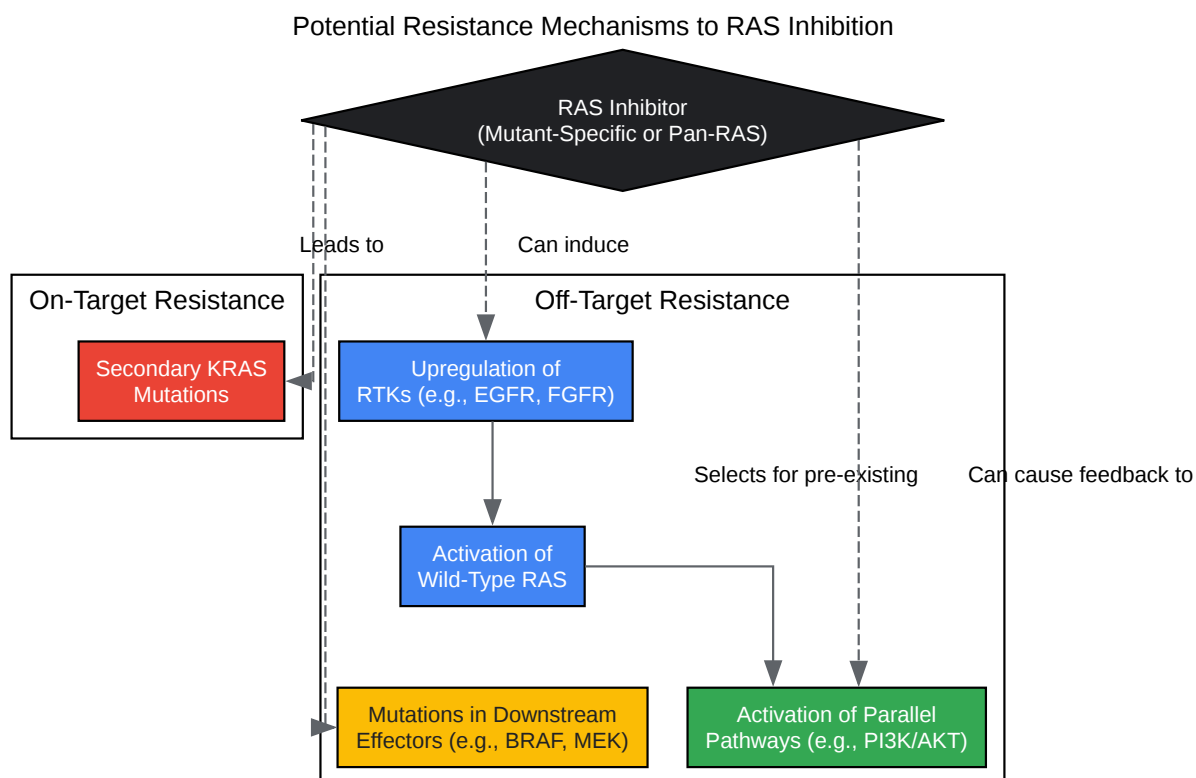 Potential Resistance Mechanisms to RAS Inhibition
RAS Inhibitor
(Mutant-Specific or Pan-RAS)
Leads to
Can induce
On-Target Resistance
Off-Target Resistance
Secondary KRAS
Mutations
Upregulation of
RTKs (e.g., EGFR, FGFR)
Selects for pre-existing
Can cause feedback to
Activation of
Wild-Type RAS
Mutations in Downstream
Effectors (e.g., BRAF, MEK)
Activation of Parallel
Pathways (e.g., PI3K/AKT)